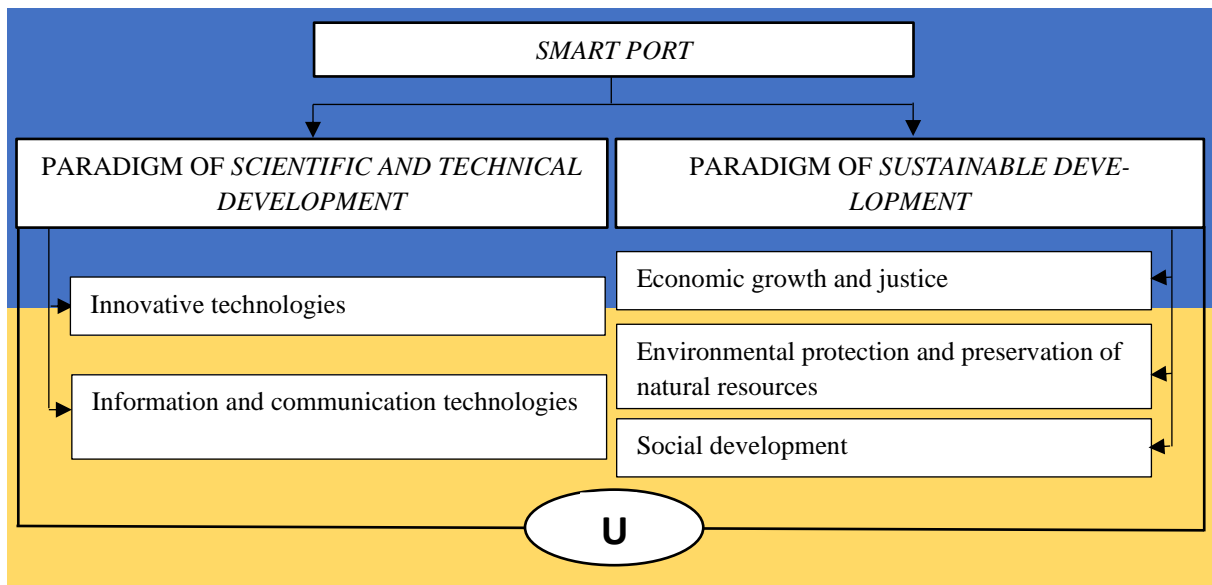 SMART PORT
PARADIGM OF SCIENTIFIC AND TECHNICAL
DEVELOPMENT
PARADIGM OF SUSTAINABLE DEVE-
LOPMENT
Innovative technologies
Information and communication technologies
Economic growth and justice
Environmental protection and preservation of
natural resources
Social development
U